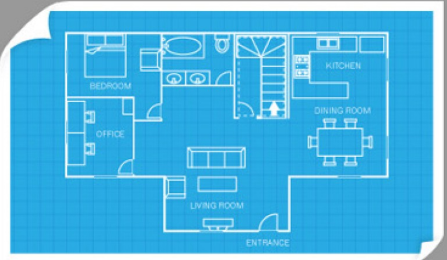 KITCHEN
BEDROOM
DINING ROOM
OFFICE
LIVING ROOM
ENTRANCE